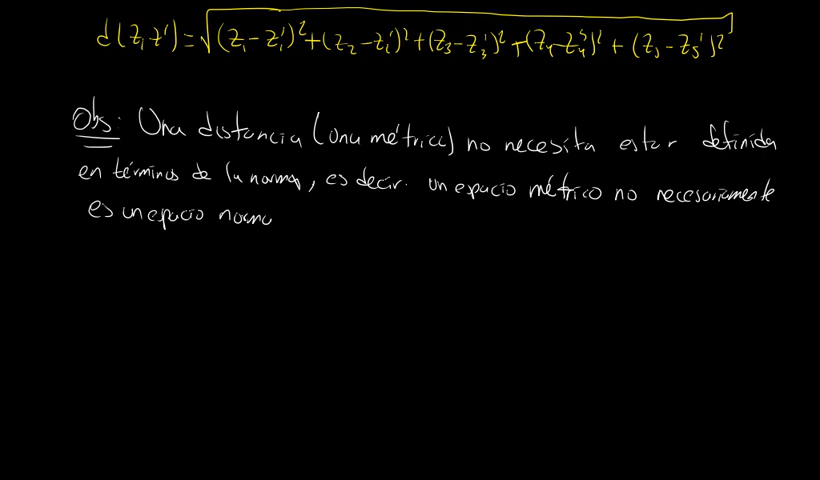 d(z,z') = √(z₁-z₁')²+(z₂-z₂')²+(z₃-z₃')²+(z₄-z₄')²+(z₅-z₅')²
Obs: Una distancia (una métrica) no necesita estar definida
en términos de la norma, es decir. un espacio métrico no necesariamente
es un espacio norma